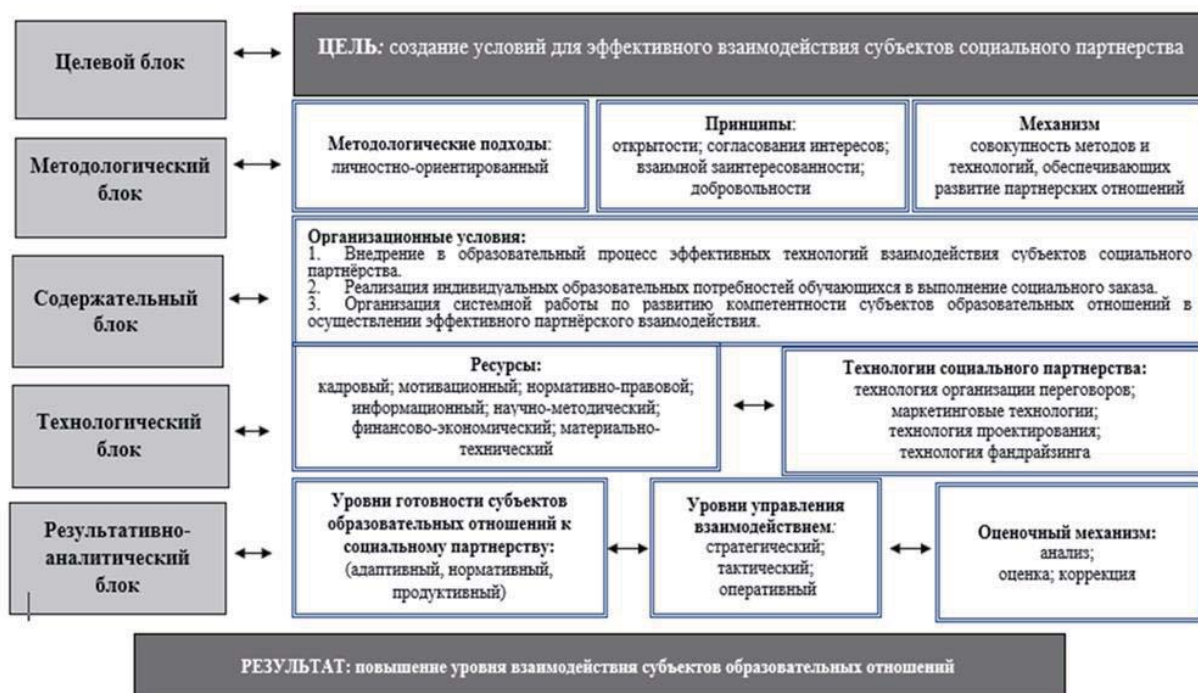 Целевой блок
ЦЕЛЬ: создание условий для эффективного взаимодействия субъектов социального партнерства
Методологический
блок
Методологические подходы:
личностно-ориентированный
Принципы:
открытости; согласования интересов;
взаимной заинтересованности;
добровольности
Механизм
совокупность методов и
технологий, обеспечивающих
развитие партнерских отношений
Содержательный
блок
Организационные условия:
1. Внедрение в образовательный процесс эффективных технологий взаимодействия субъектов социального
партнёрства.
2. Реализация индивидуальных образовательных потребностей обучающихся в выполнение социального заказа.
3. Организация системной работы по развитию компетентности субъектов образовательных отношений в
осуществлении эффективного партнёрского взаимодействия.
Технологический
блок
Ресурсы:
кадровый; мотивационный; нормативно-правовой;
информационный; научно-методический;
финансово-экономический; материально-
технический
Технологии социального партнерства:
технология организации переговоров;
маркетинговые технологии;
технология проектирования;
технология фандрайзинга
Результативно-
аналитический
блок
Уровни готовности субъектов
образовательных отношений к
социальному партнерству:
(адаптивный, нормативный,
продуктивный)
Уровни управления
взаимодействием:
стратегический;
тактический;
оперативный
Оценочный механизм:
анализ;
оценка; коррекция
РЕЗУЛЬТАТ: повышение уровня взаимодействия субъектов образовательных отношений